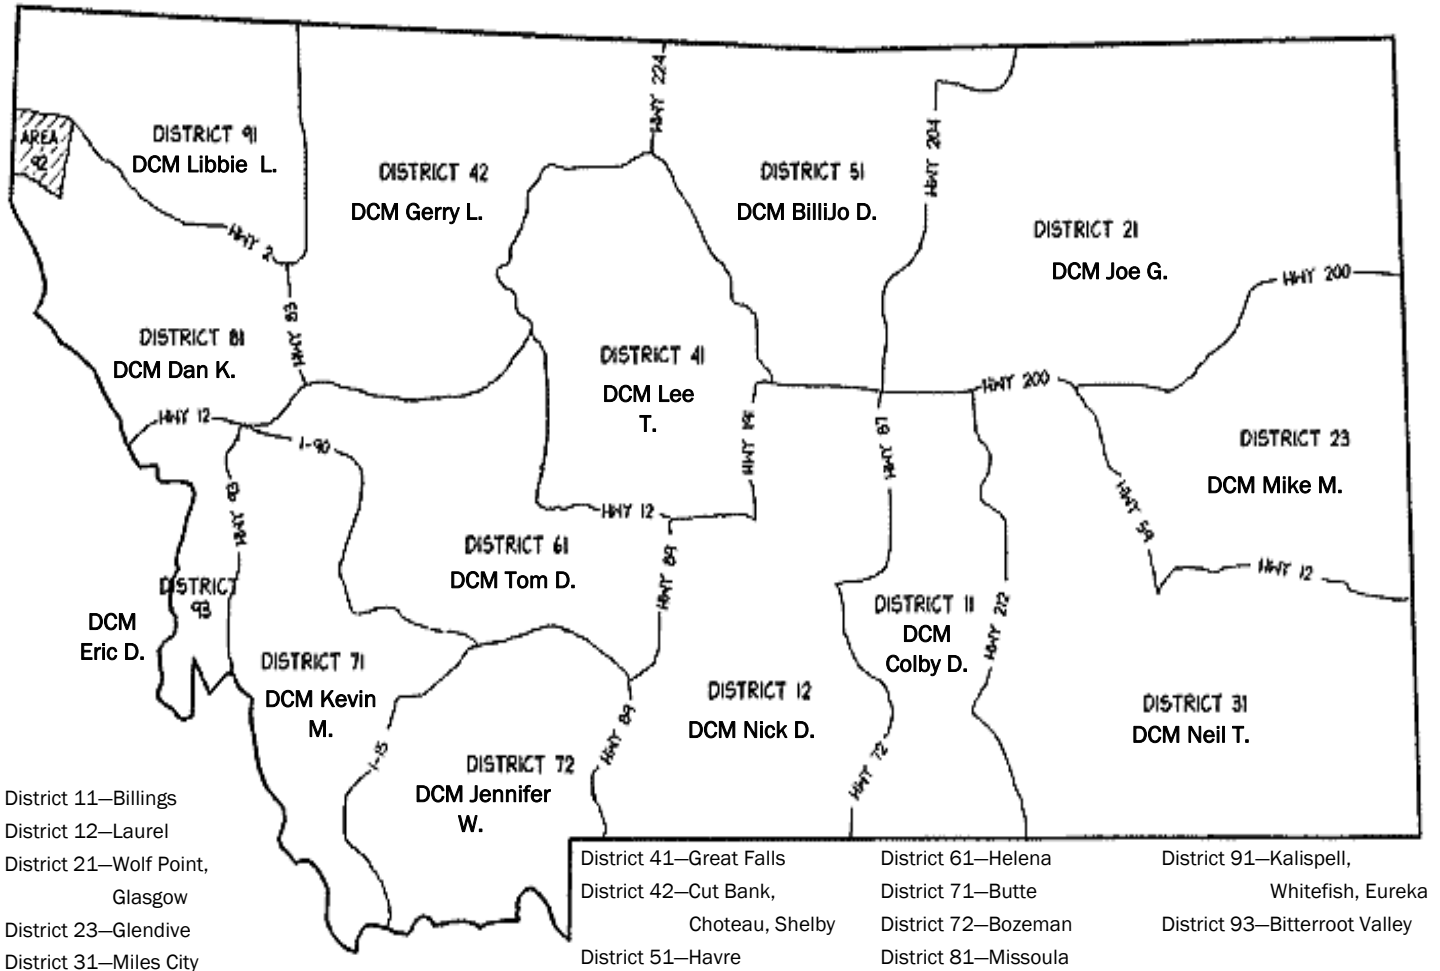 HWY 224
AREA
92
DISTRICT 91
DCM Libbie L.
DISTRICT 42
DCM Gerry L.
DISTRICT 51
DCM BilliJo D.
HWY 204
DISTRICT 21
DCM Joe G.
HWY 2
HWY 200
HWY 83
DISTRICT 81
DCM Dan K.
DISTRICT 41
DCM Lee
T.
HWY 200
HWY 12
I-90
HWY 191
HWY 87
DISTRICT 23
DCM Mike M.
HWY 93
HWY 12
HWY 59
DISTRICT 61
DCM Tom D.
HWY 89
HWY 12
DISTRICT
93
DCM
Eric D.
DISTRICT 11
DCM
Colby D.
HWY 212
DISTRICT 71
DCM Kevin
M.
DISTRICT 12
DCM Nick D.
DISTRICT 31
DCM Neil T.
HWY 89
I-15
HWY 72
DISTRICT 72
DCM Jennifer
W.
District 11—Billings
District 12—Laurel
District 21—Wolf Point,
Glasgow
District 23—Glendive
District 31—Miles City
District 41—Great Falls
District 42—Cut Bank,
Choteau, Shelby
District 51—Havre
District 61—Helena
District 71—Butte
District 72—Bozeman
District 81—Missoula
District 91—Kalispell,
Whitefish, Eureka
District 93—Bitterroot Valley